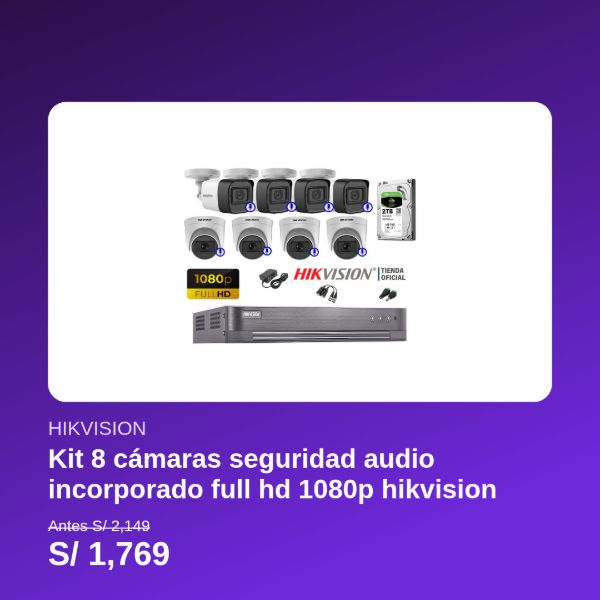 2TB
1080p
FULL HD
HIKVISION®
TIENDA
OFICIAL
HIKVISION
HIKVISION
Kit 8 cámaras seguridad audio
incorporado full hd 1080p hikvision
Antes S/ 2,149
S/ 1,769